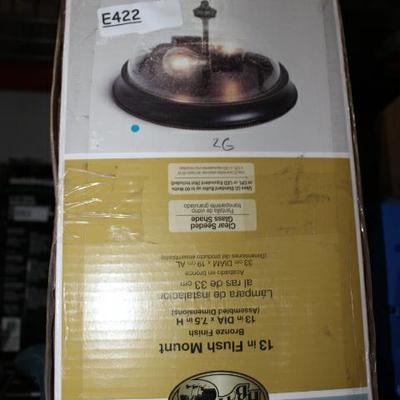 E422
2G
13 in Flush Mount
Bronze Finish
13 in DIA x 7.5 in H
(Assembled Dimensions)
Lámpara de instalación
al ras de 33 cm
Acabado en bronce
33 cm DIAM x 19 cm AL
(Dimensiones del producto ensamblado)
Clear Seeded
Glass Shade
Pantalla de vidrio
transparente granulado